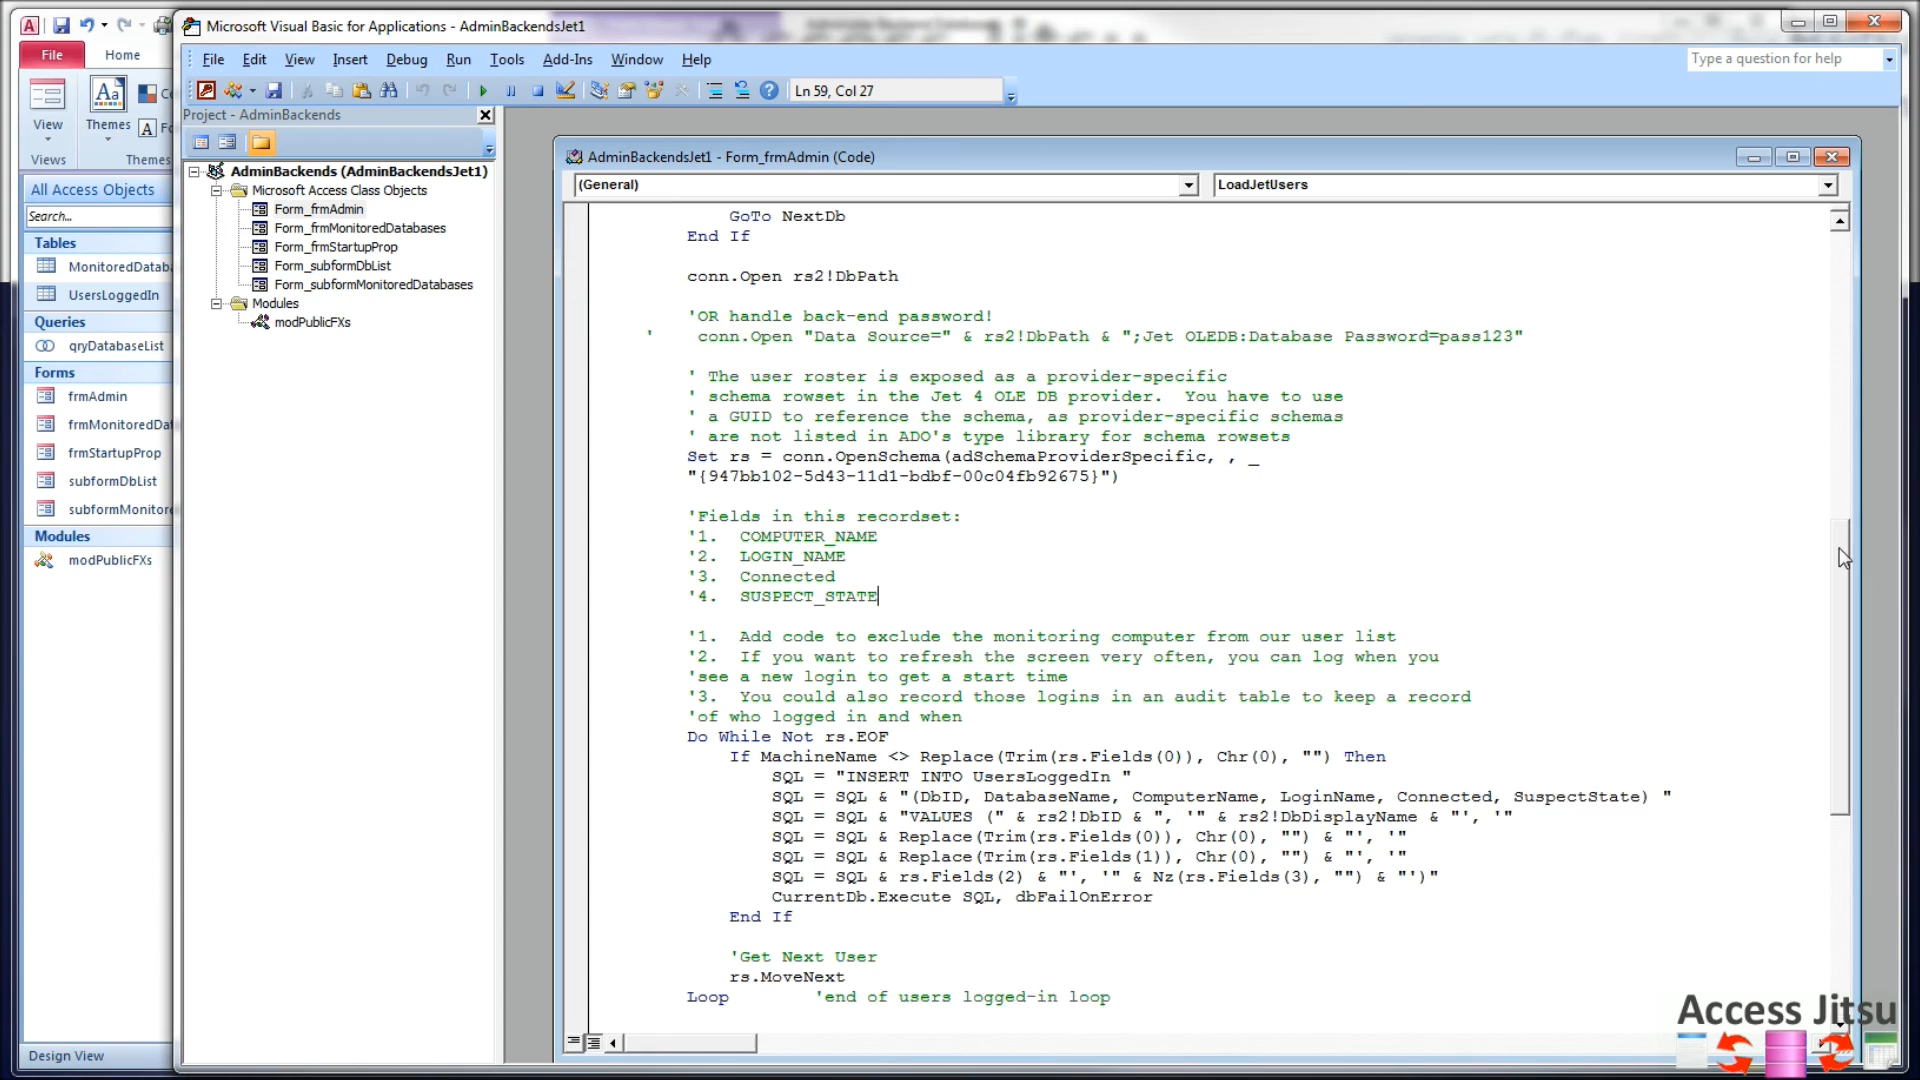 Microsoft Visual Basic for Applications - AdminBackendsJet1
File Home
File Edit View Insert Debug Run Tools Add-Ins Window Help
Type a question for help
View
Views
Themes
Themes
Ln 59, Col 27
Project - AdminBackends
AdminBackends (AdminBackendsJet1)
Microsoft Access Class Objects
Form_frmAdmin
Form_frmMonitoredDatabases
Form_frmStartupProp
Form_subformDbList
Form_subformMonitoredDatabases
Modules
modPublicFXs
All Access Objects
Search...
Tables
MonitoredDataba
UsersLoggedIn
Queries
qryDatabaseList
Forms
frmAdmin
frmMonitoredDat
frmStartupProp
subformDbList
subformMonitore
Modules
modPublicFXs
Design View
AdminBackendsJet1 - Form_frmAdmin (Code)
(General)
LoadJetUsers
GoTo NextDb
End If
conn.Open rs2!DbPath
'OR handle back-end password!
' conn.Open "Data Source=" & rs2!DbPath & ";Jet OLEDB:Database Password=pass123"
' The user roster is exposed as a provider-specific
' schema rowset in the Jet 4 OLE DB provider. You have to use
' a GUID to reference the schema, as provider-specific schemas
' are not listed in ADO's type library for schema rowsets
Set rs = conn.OpenSchema(adSchemaProviderSpecific, , _
"{947bb102-5d43-11d1-bdbf-00c04fb92675}")
'Fields in this recordset:
'1. COMPUTER_NAME
'2. LOGIN_NAME
'3. Connected
'4. SUSPECT_STATE
'1. Add code to exclude the monitoring computer from our user list
'2. If you want to refresh the screen very often, you can log when you
'see a new login to get a start time
'3. You could also record those logins in an audit table to keep a record
'of who logged in and when
Do While Not rs.EOF
If MachineName <> Replace(Trim(rs.Fields(0)), Chr(0), "") Then
SQL = "INSERT INTO UsersLoggedIn "
SQL = SQL & "(DbID, DatabaseName, ComputerName, LoginName, Connected, SuspectState) "
SQL = SQL & "VALUES (" & rs2!DbID & ", '" & rs2!DbDisplayName & "', '"
SQL = SQL & Replace(Trim(rs.Fields(0)), Chr(0), "") & "', '"
SQL = SQL & Replace(Trim(rs.Fields(1)), Chr(0), "") & "', '"
SQL = SQL & rs.Fields(2) & "', '" & Nz(rs.Fields(3), "") & "')"
CurrentDb.Execute SQL, dbFailOnError
End If
'Get Next User
rs.MoveNext
Loop 'end of users logged-in loop
Access Jitsu